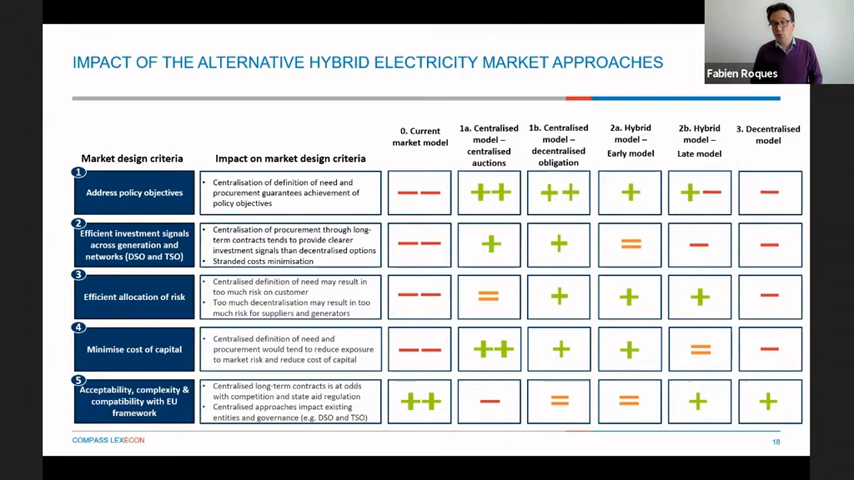 Fabien Roques
IMPACT OF THE ALTERNATIVE HYBRID ELECTRICITY MARKET APPROACHES
Market design criteria
Impact on market design criteria
0. Current
market model
1a. Centralised
model –
centralised
auctions
1b. Centralised
model –
decentralised
obligation
2a. Hybrid
model –
Early model
2b. Hybrid
model –
Late model
3. Decentralised
model
1
Address policy objectives
• Centralisation of definition of need and
procurement guarantees achievement of
policy objectives
— —
++
++
+
+—
—
2
Efficient investment signals
across generation and
networks (DSO and TSO)
• Centralisation of procurement through long-
term contracts tends to provide clearer
investment signals than decentralised options
• Stranded costs minimisation
— —
+
+
=
—
—
3
Efficient allocation of risk
• Centralised definition of need may result in
too much risk on customer
• Too much decentralisation may result in too
much risk for suppliers and generators
— —
=
+
+
+
—
4
Minimise cost of capital
• Centralised definition of need and
procurement would tend to reduce exposure
to market risk and reduce cost of capital
— —
++
+
+
=
—
5
Acceptability, complexity &
compatibility with EU
framework
• Centralised long-term contracts is at odds
with competition and state aid regulation
• Centralised approaches impact existing
entities and governance (e.g. DSO and TSO)
++
—
=
=
+
+
COMPASS LEXECON
18